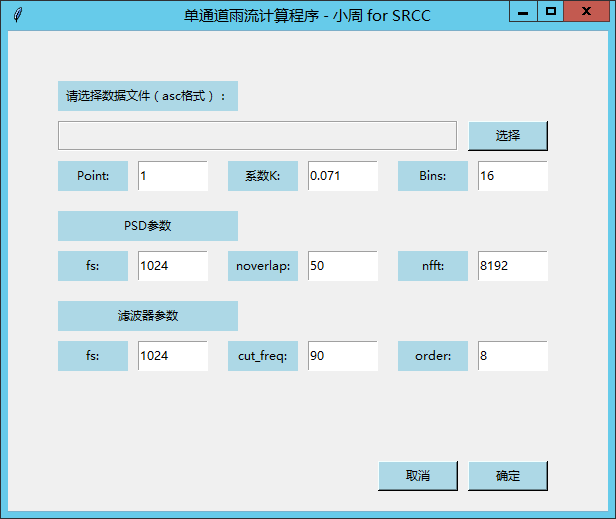 单通道雨流计算程序 - 小周 for SRCC
请选择数据文件（asc格式）：
选择
Point: 1 系数K: 0.071 Bins: 16
PSD参数
fs: 1024 noverlap: 50 nfft: 8192
滤波器参数
fs: 1024 cut_freq: 90 order: 8
取消 确定